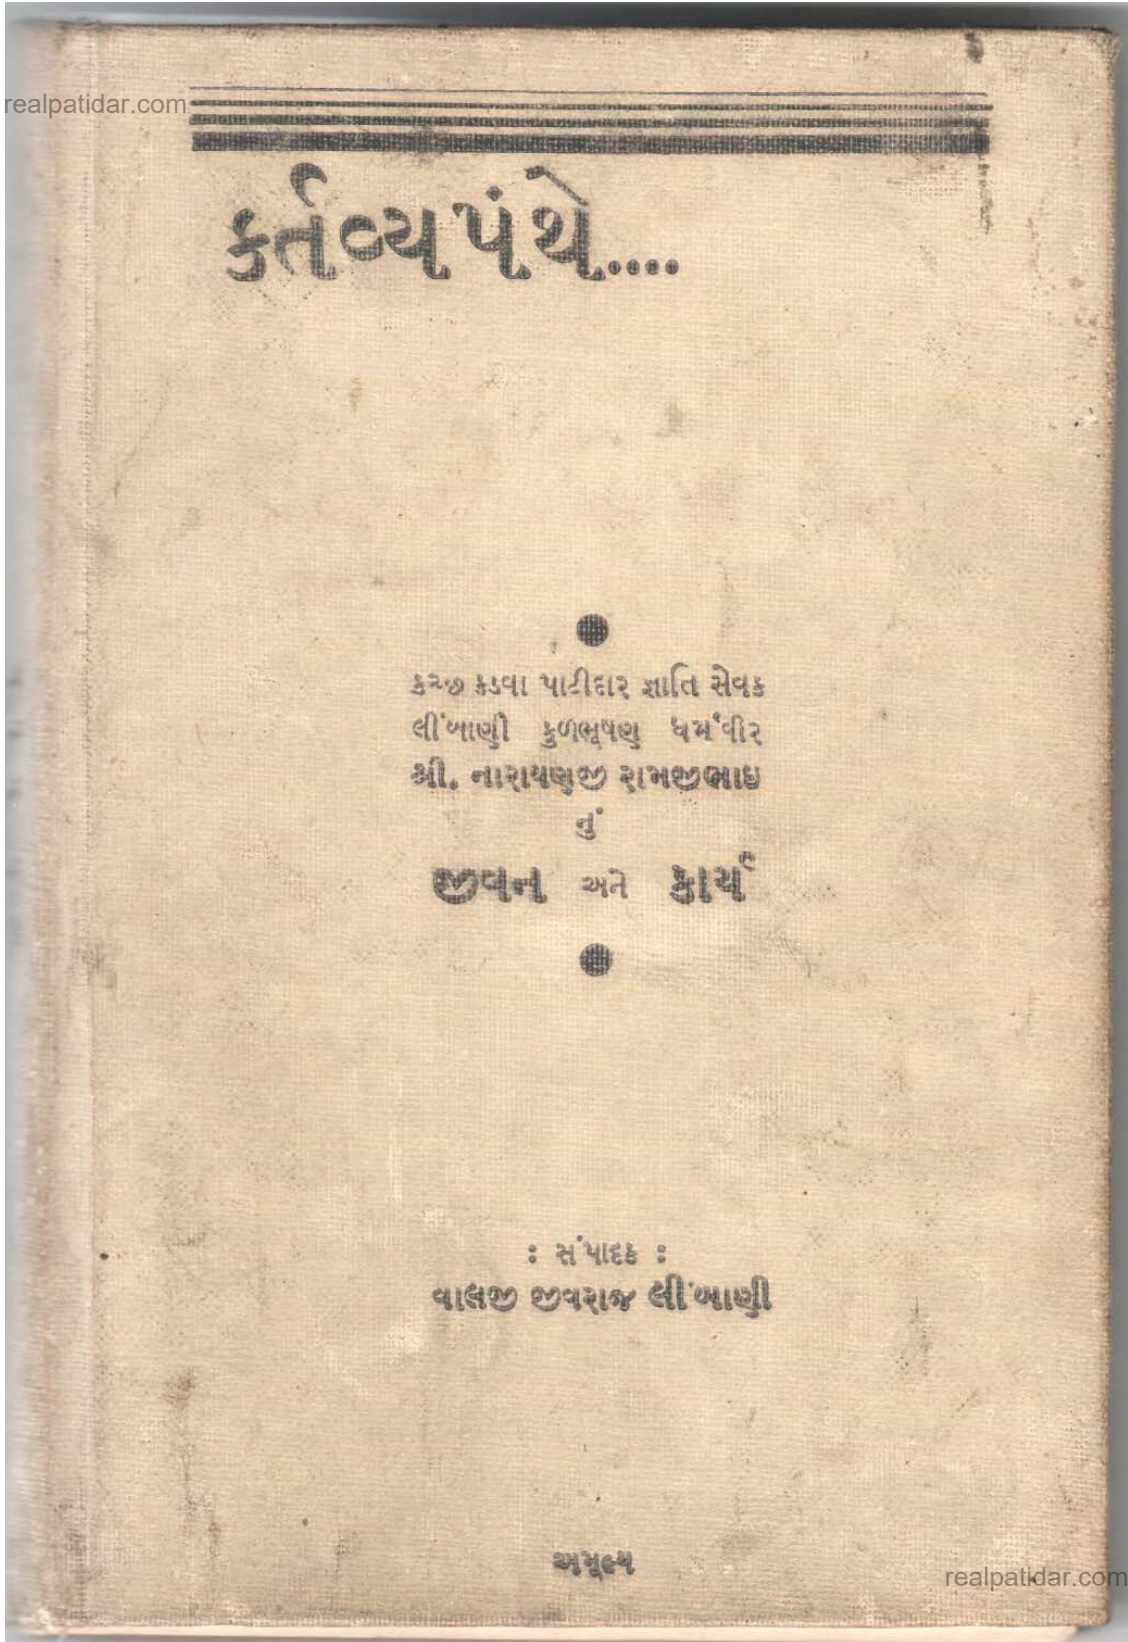 realpatidar.com
કર્તવ્યપંથે....
કચ્છ કડવા પાટીદાર જ્ઞાતિ સેવક
લીંબાણી કુળભૂષણ ધર્મવીર
શ્રી. નારાયણજી રામજીભાઇ
નું
જીવન અને કાર્ય
: સંપાદક :
વાલજી જીવરાજ લીંબાણી
અમૂલ્ય
realpatidar.com